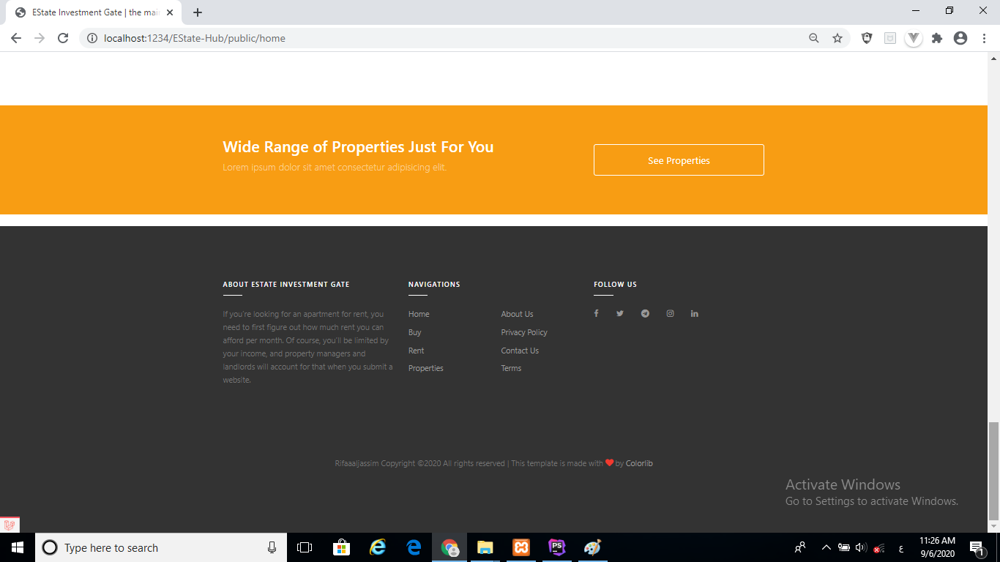 EState Investment Gate | the mai
localhost:1234/EState-Hub/public/home
Wide Range of Properties Just For You
Lorem ipsum dolor sit amet consectetur adipisicing elit.
See Properties
ABOUT ESTATE INVESTMENT GATE
If you're looking for an apartment for rent, you
need to first figure out how much rent you can
afford per month. Of course, you'll be limited by
your income, and property managers and
landlords will account for that when you submit a
website.
NAVIGATIONS
Home
Buy
Rent
Properties
About Us
Privacy Policy
Contact Us
Terms
FOLLOW US
Rifaaaljassim Copyright ©2020 All rights reserved | This template is made with ❤ by Colorlib
Activate Windows
Go to Settings to activate Windows.
Type here to search
PS
ع
11:26 AM
9/6/2020
1